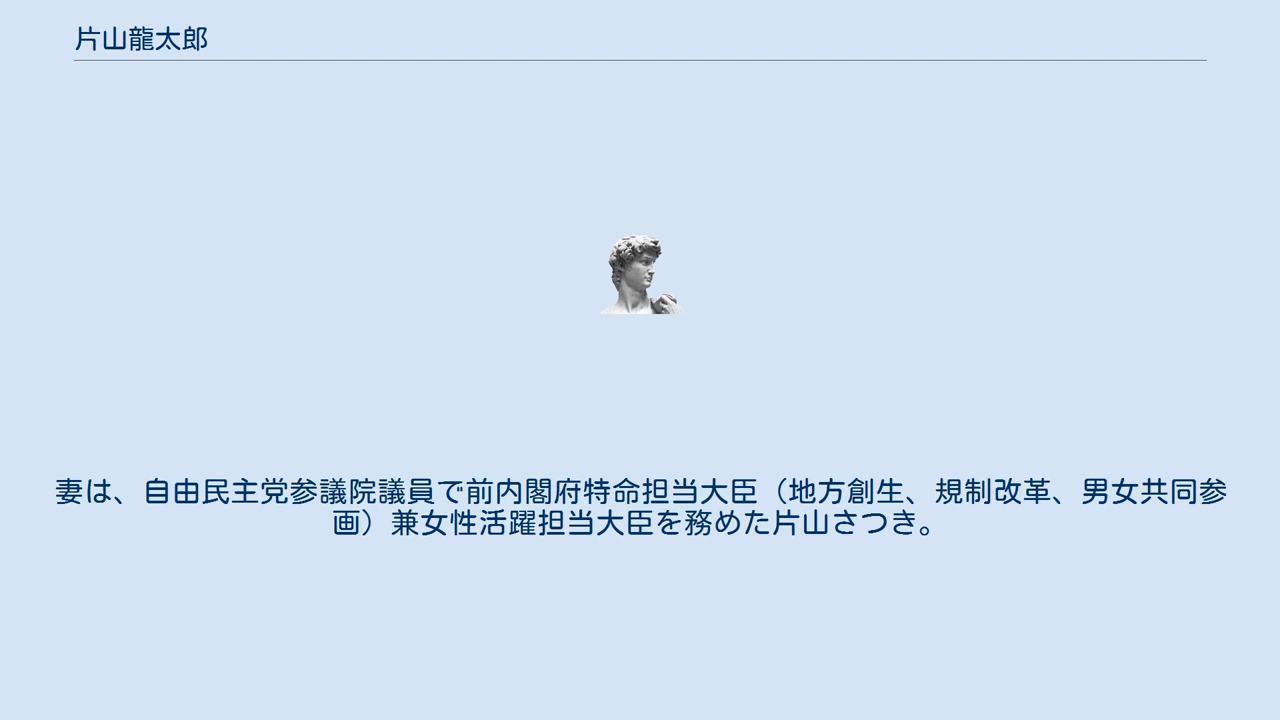 片山龍太郎
妻は、自由民主党参議院議員で前内閣府特命担当大臣（地方創生、規制改革、男女共同参
画）兼女性活躍担当大臣を務めた片山さつき。